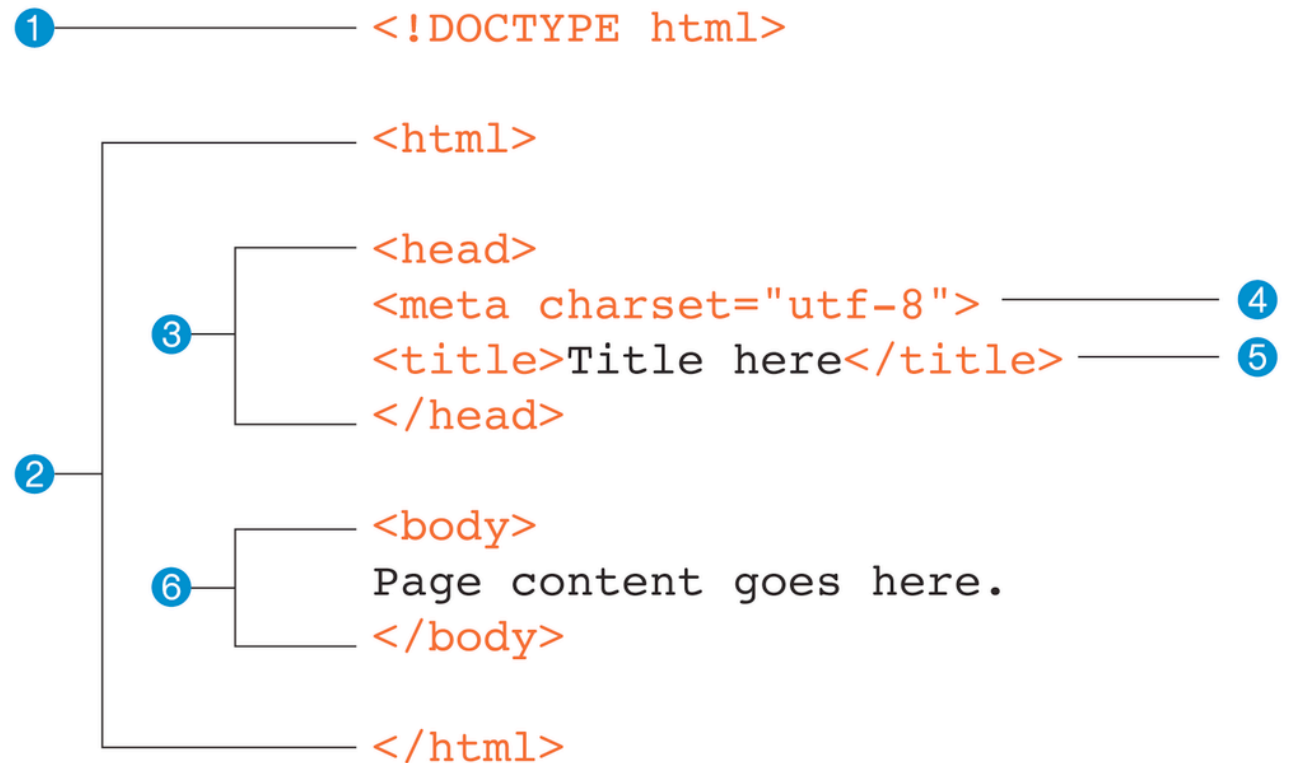 1 <!DOCTYPE html>
<html>
<head>
<meta charset="utf-8"> 4
3
<title>Title here</title> 5
</head>
2
<body>
6 Page content goes here.
</body>
</html>